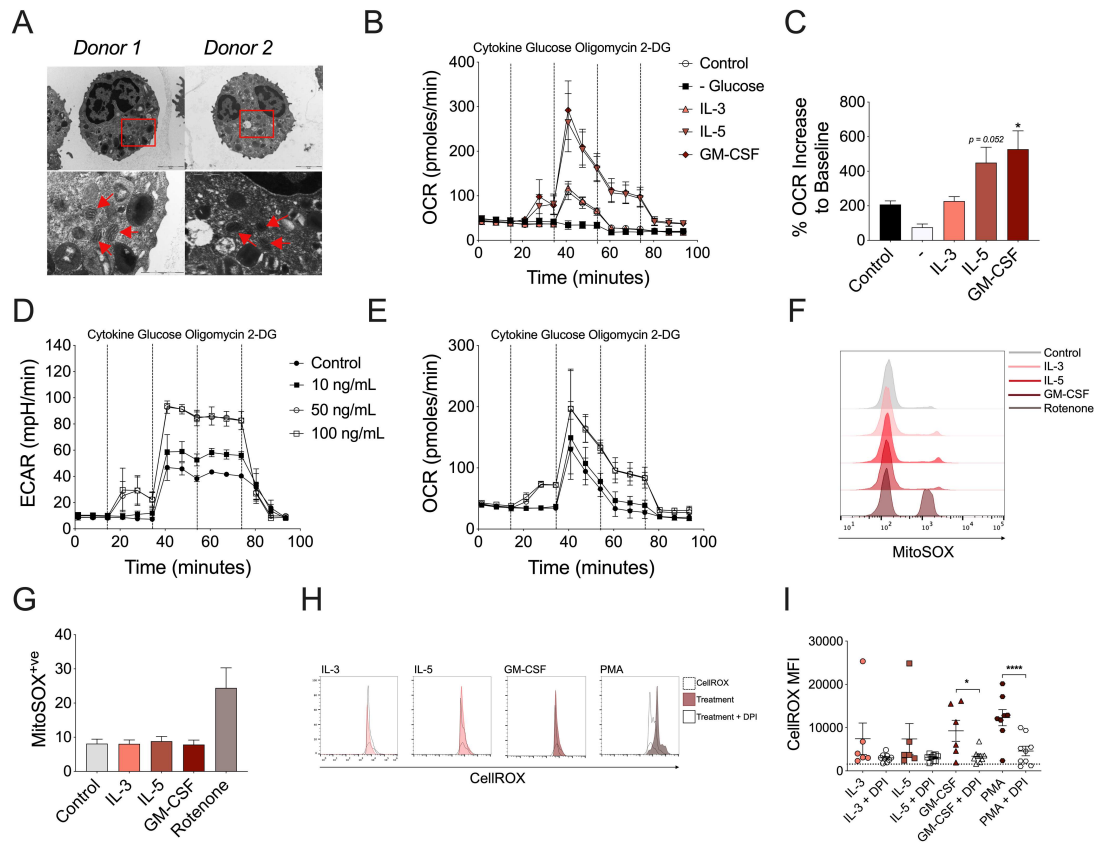 A
Donor 1
Donor 2
B
Cytokine Glucose Oligomycin 2-DG
OCR (pmoles/min)
400
300
200
100
0
0 20 40 60 80 100
Time (minutes)
Control
- Glucose
IL-3
IL-5
GM-CSF
C
% OCR Increase
to Baseline
800
600
400
200
0
p = 0.052
*
Control
-
IL-3
IL-5
GM-CSF
D
Cytokine Glucose Oligomycin 2-DG
ECAR (mpH/min)
140
120
100
80
60
40
20
0
0 20 40 60 80 100
Time (minutes)
Control
10 ng/mL
50 ng/mL
100 ng/mL
E
Cytokine Glucose Oligomycin 2-DG
OCR (pmoles/min)
300
200
100
0
0 20 40 60 80 100
Time (minutes)
F
Control
IL-3
IL-5
GM-CSF
Rotenone
10¹ 10² 10³ 10⁴ 10⁵
MitoSOX
G
MitoSOX+ve
40
30
20
10
0
Control
IL-3
IL-5
GM-CSF
Rotenone
H
IL-3
IL-5
GM-CSF
PMA
CellROX
Treatment
Treatment + DPI
CellROX
I
CellROX MFI
30000
20000
10000
0
*
****
IL-3
IL-3 + DPI
IL-5
IL-5 + DPI
GM-CSF
GM-CSF + DPI
PMA
PMA + DPI